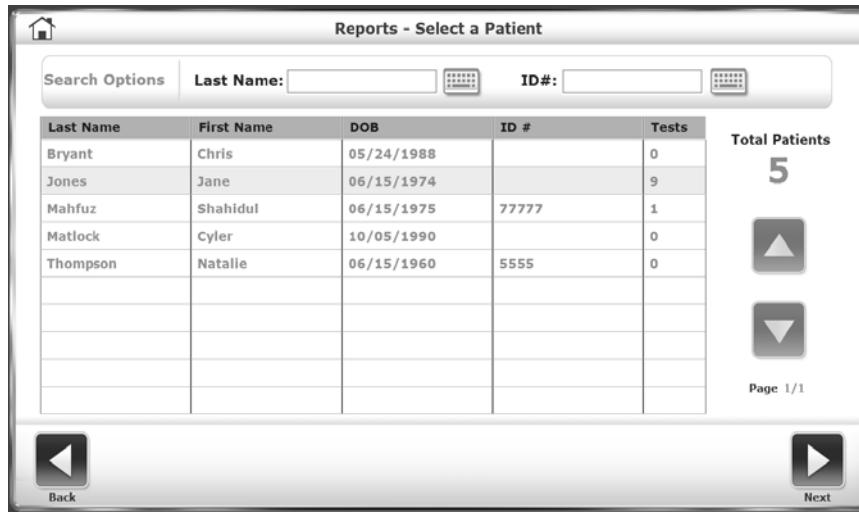 Reports - Select a Patient
Search Options Last Name: ID#:
Last Name First Name DOB ID # Tests
Bryant Chris 05/24/1988 0
Jones Jane 06/15/1974 9
Mahfuz Shahidul 06/15/1975 77777 1
Matlock Cyler 10/05/1990 0
Thompson Natalie 06/15/1960 5555 0
Total Patients
5
Page 1/1
Back Next